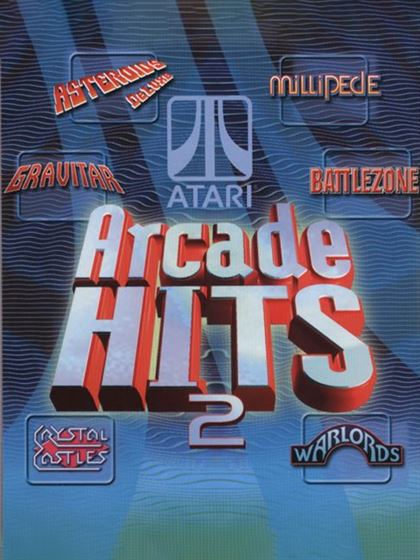 ASTEROIDS
DELUXE
MILLIPEDE
ATARI
GRAVITAR
BATTLEZONE
Arcade
HITS
2
CRYSTAL
CASTLES
WARLORDS